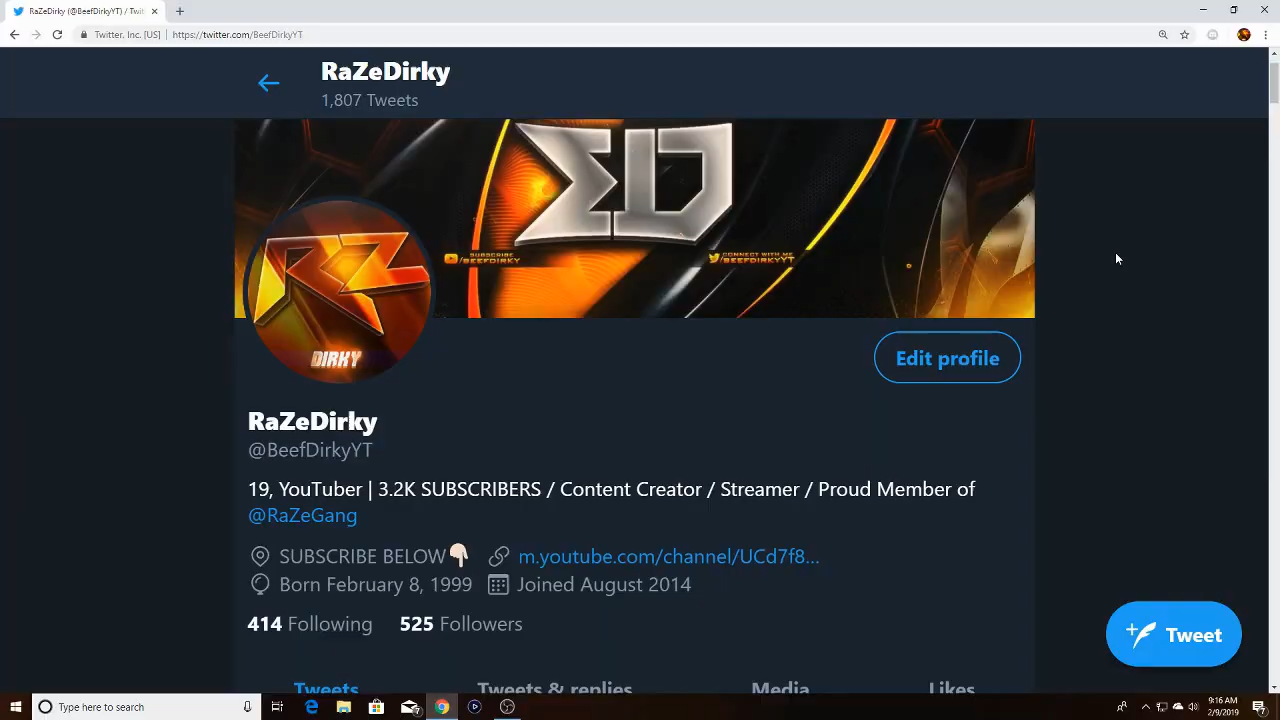 RaZeDirky (@BeefDirkyYT) / Twit
Twitter, Inc. [US] https://twitter.com/BeefDirkyYT
RaZeDirky
1,807 Tweets
ED
SUBSCRIBE
/BEEFDIRKY
CONNECT WITH ME
/BEEFDIRKYYT
RZ
DIRKY
Edit profile
RaZeDirky
@BeefDirkyYT
19, YouTuber | 3.2K SUBSCRIBERS / Content Creator / Streamer / Proud Member of
@RaZeGang
SUBSCRIBE BELOW👇🏻 m.youtube.com/channel/UCd7f8...
Born February 8, 1999 Joined August 2014
414 Following 525 Followers
Tweet
Tweets Tweets & replies Media Likes
Type here to search
9:16 AM
2/9/2019